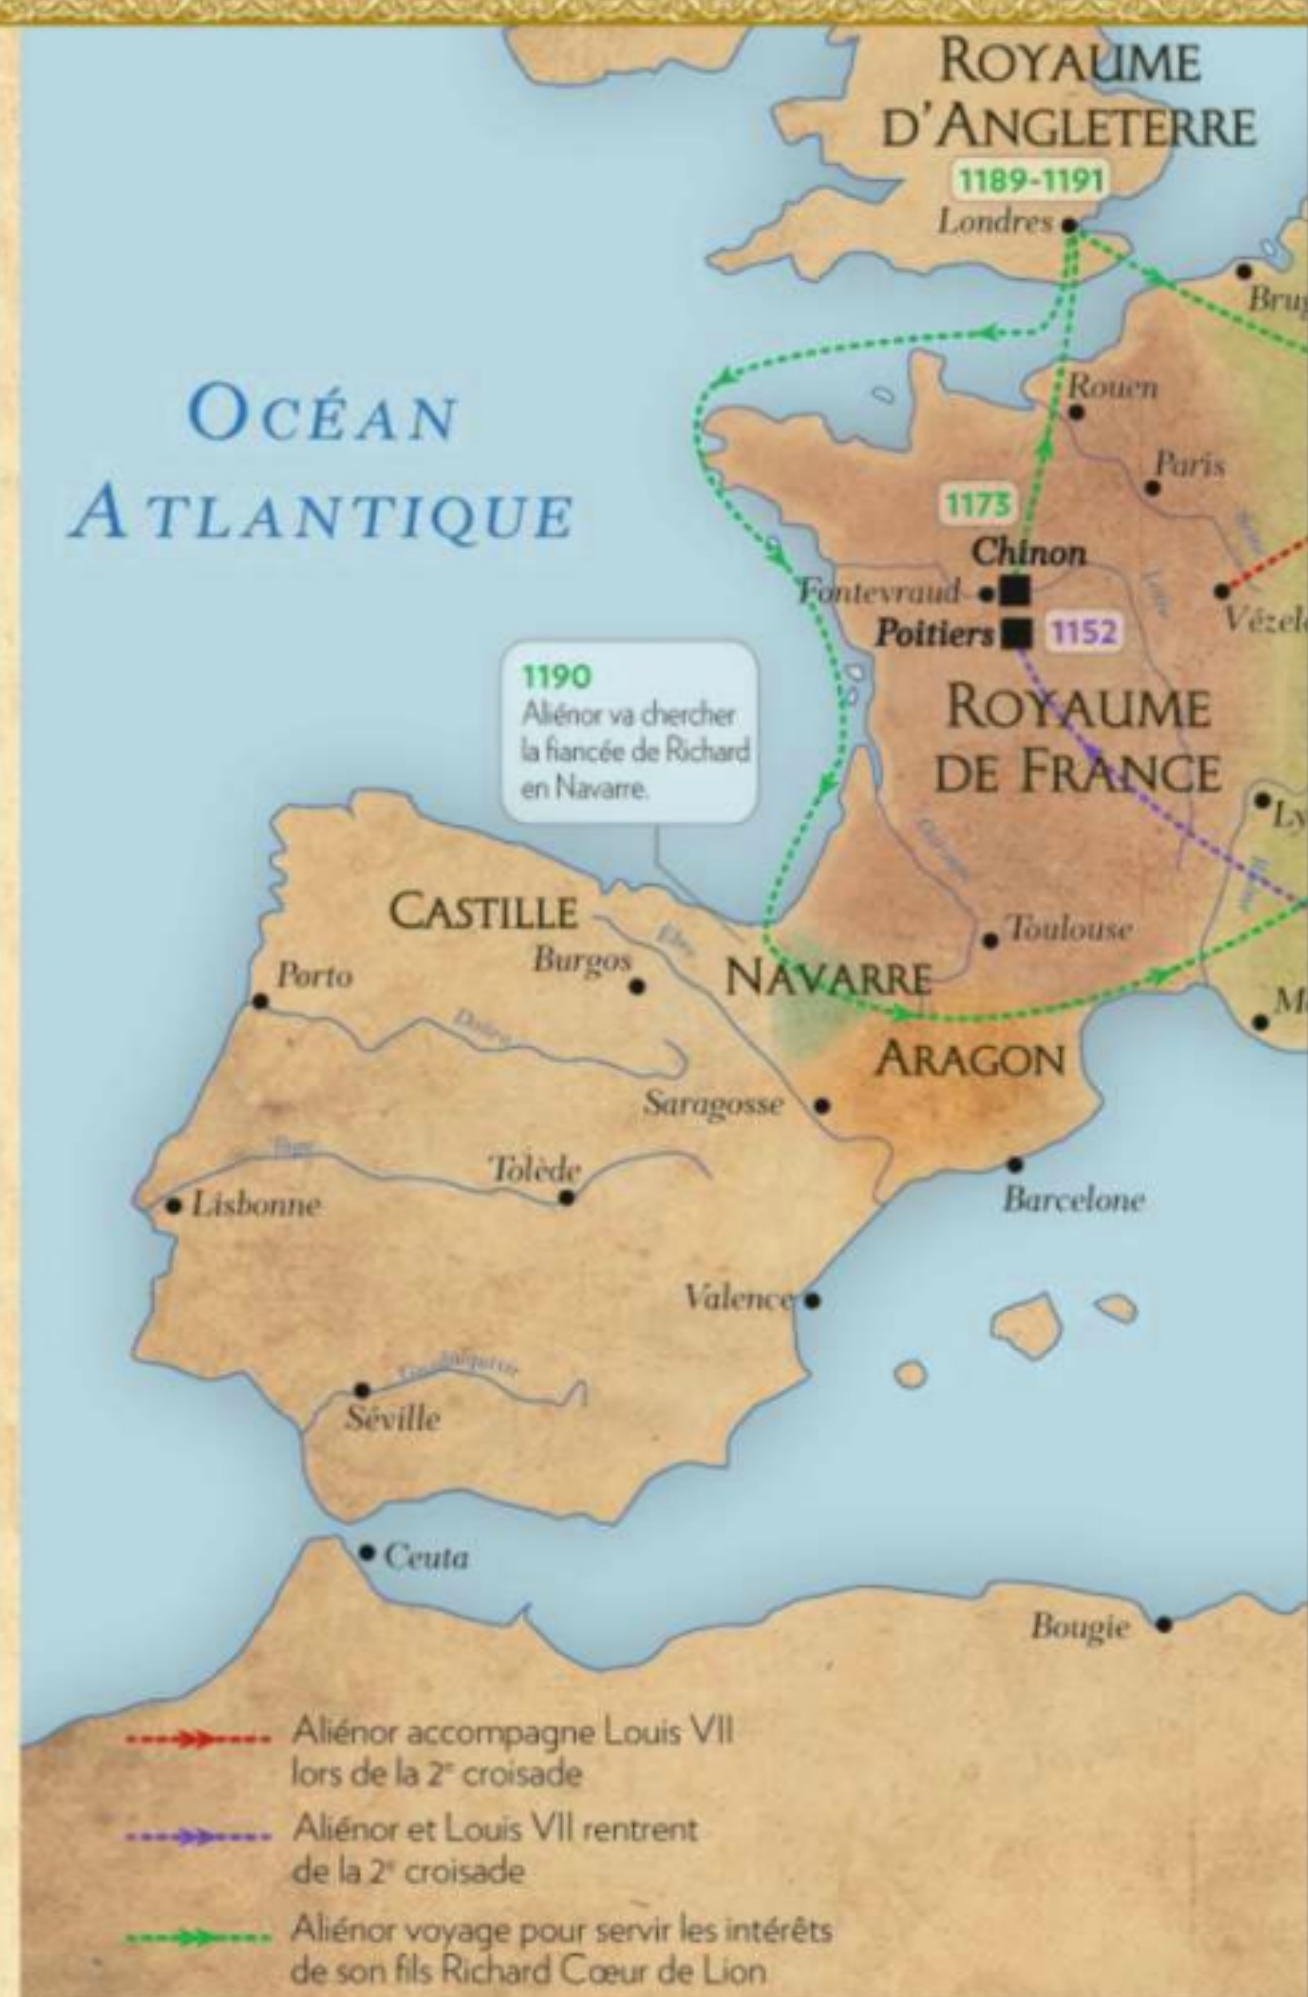 ROYAUME
D'ANGLETERRE
1189-1191
Londres
Brug
OCÉAN
ATLANTIQUE
Rouen
Paris
1173
Chinon
Fontevraud
Poitiers
1152
Vézel
Loire
1190
Aliénor va chercher
la fiancée de Richard
en Navarre.
ROYAUME
DE FRANCE
Ly
CASTILLE
Burgos
Porto
NAVARRE
Toulouse
M
ARAGON
Saragosse
Tolède
Lisbonne
Barcelone
Valence
Séville
Ceuta
Bougie
Aliénor accompagne Louis VII
lors de la 2e croisade
Aliénor et Louis VII rentrent
de la 2e croisade
Aliénor voyage pour servir les intérêts
de son fils Richard Cœur de Lion